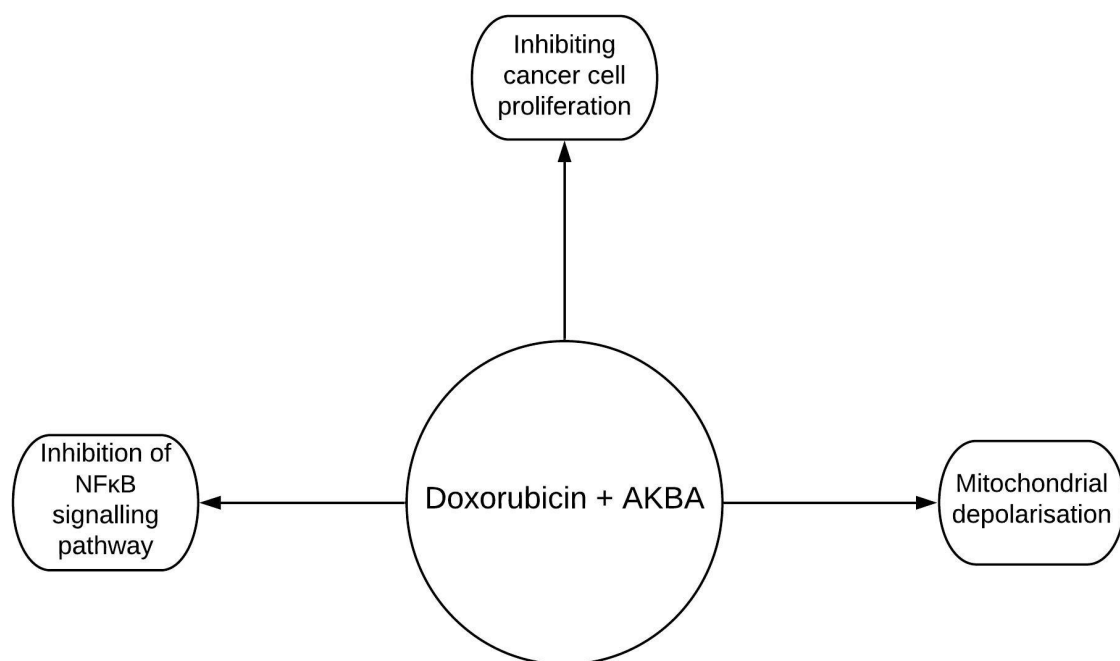 Inhibiting
cancer cell
proliferation
Inhibition of
NFκB
signalling
pathway
Doxorubicin + AKBA
Mitochondrial
depolarisation